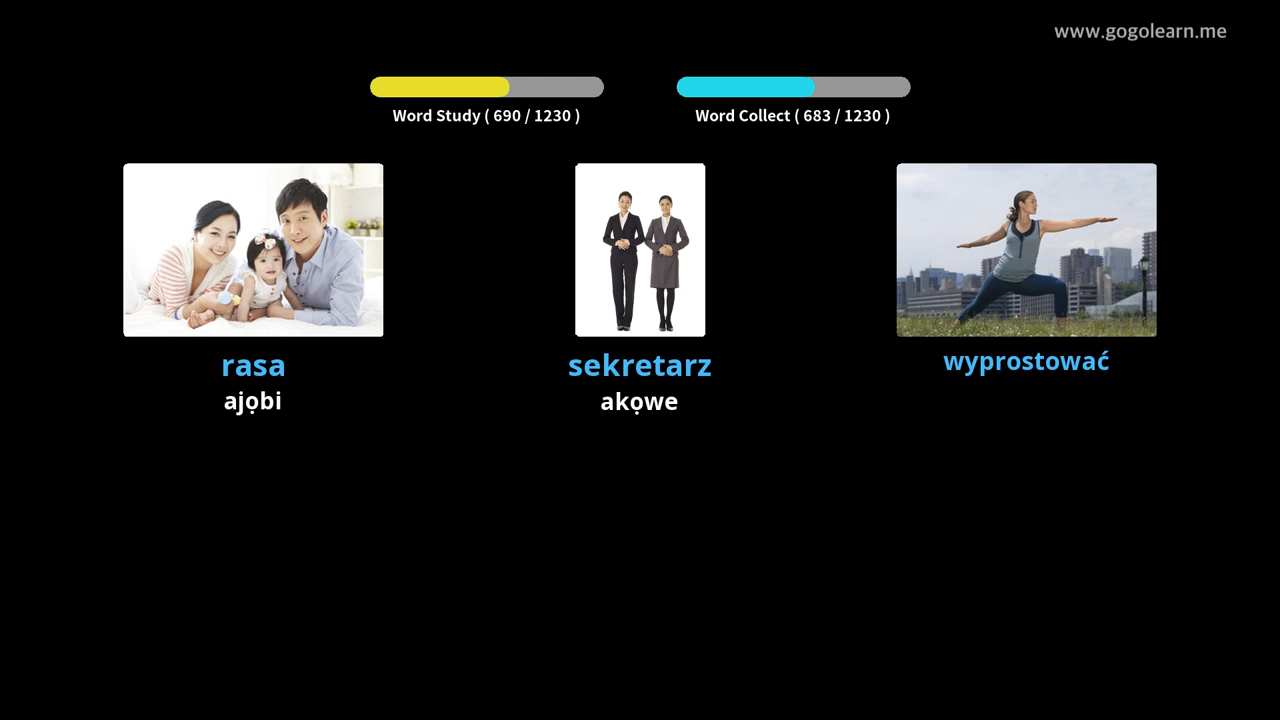 www.gogolearn.me
Word Study ( 690 / 1230 )
Word Collect ( 683 / 1230 )
rasa
ajọbi
sekretarz
akọwe
wyprostować